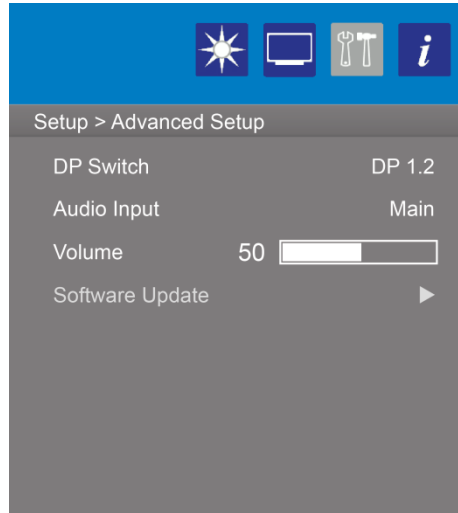 i
Setup > Advanced Setup
DP Switch DP 1.2
Audio Input Main
Volume 50
Software Update